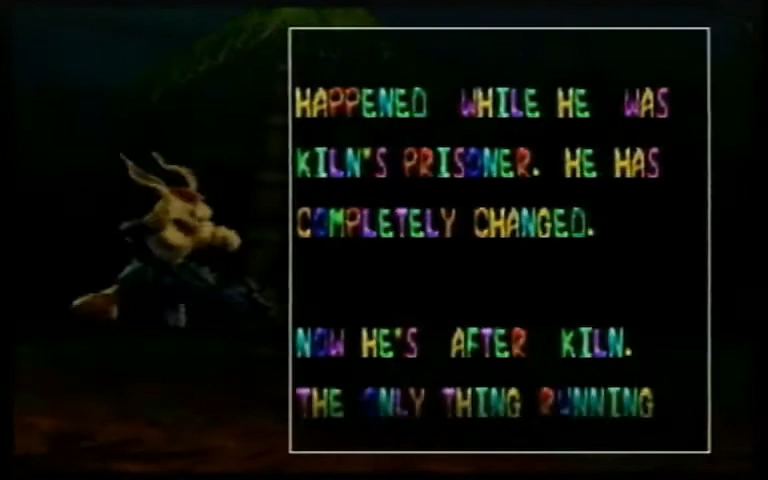 HAPPENED WHILE HE WAS
KILN'S PRISONER. HE HAS
COMPLETELY CHANGED.
NOW HE'S AFTER KILN.
THE ONLY THING RUNNING